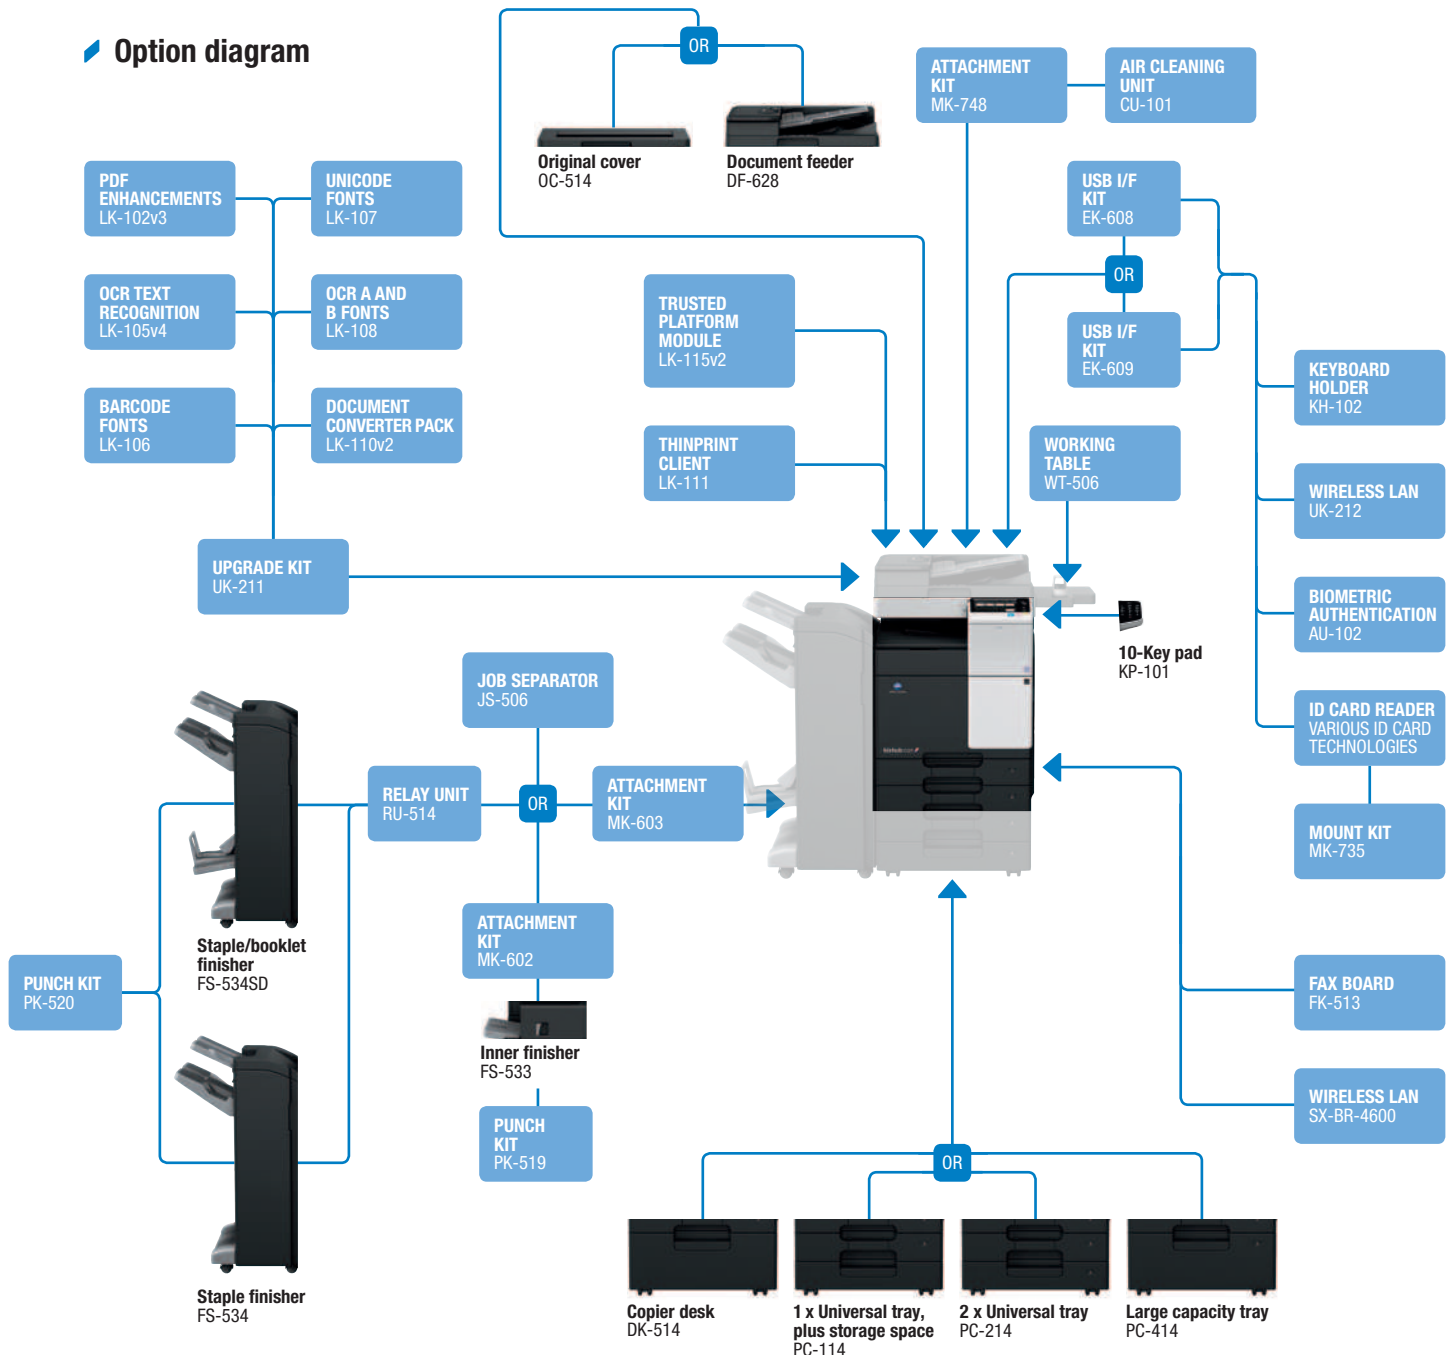 Option diagram
OR
ATTACHMENT
KIT
MK-748
AIR CLEANING
UNIT
CU-101
Original cover
OC-514
Document feeder
DF-628
PDF
ENHANCEMENTS
LK-102v3
UNICODE
FONTS
LK-107
USB I/F
KIT
EK-608
OR
USB I/F
KIT
EK-609
OCR TEXT
RECOGNITION
LK-105v4
OCR A AND
B FONTS
LK-108
TRUSTED
PLATFORM
MODULE
LK-115v2
KEYBOARD
HOLDER
KH-102
BARCODE
FONTS
LK-106
DOCUMENT
CONVERTER PACK
LK-110v2
THINPRINT
CLIENT
LK-111
WORKING
TABLE
WT-506
WIRELESS LAN
UK-212
UPGRADE KIT
UK-211
BIOMETRIC
AUTHENTICATION
AU-102
10-Key pad
KP-101
JOB SEPARATOR
JS-506
ID CARD READER
VARIOUS ID CARD
TECHNOLOGIES
RELAY UNIT
RU-514
OR
ATTACHMENT
KIT
MK-603
MOUNT KIT
MK-735
ATTACHMENT
KIT
MK-602
Staple/booklet
finisher
FS-534SD
PUNCH KIT
PK-520
FAX BOARD
FK-513
Inner finisher
FS-533
WIRELESS LAN
SX-BR-4600
PUNCH
KIT
PK-519
OR
Staple finisher
FS-534
Copier desk
DK-514
1 x Universal tray,
plus storage space
PC-114
2 x Universal tray
PC-214
Large capacity tray
PC-414